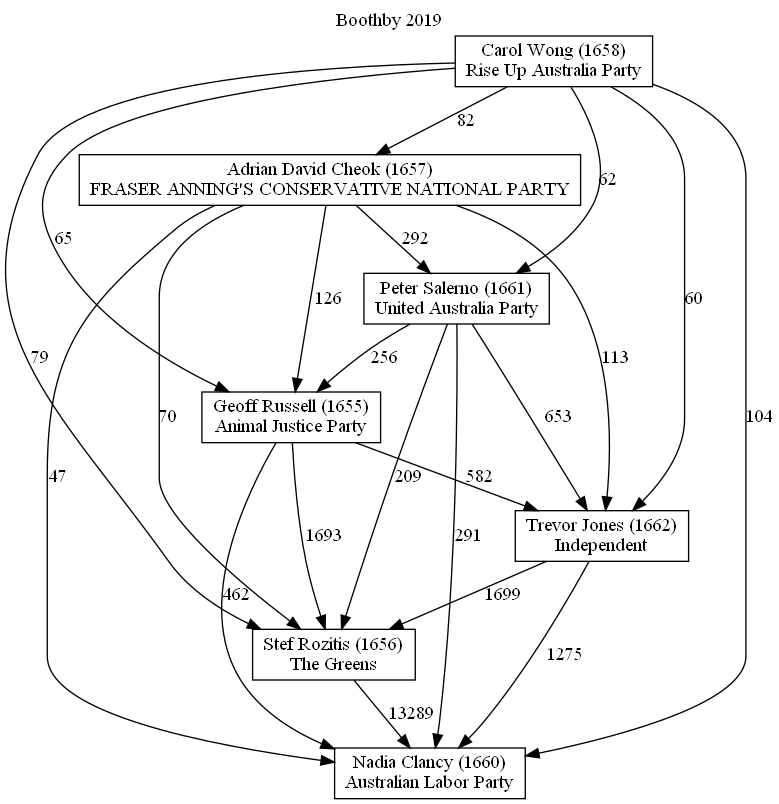 Boothby 2019
Carol Wong (1658)
Rise Up Australia Party
82
Adrian David Cheok (1657)
FRASER ANNING'S CONSERVATIVE NATIONAL PARTY
62
65
292
Peter Salerno (1661)
United Australia Party
126
60
79
256
113
Geoff Russell (1655)
Animal Justice Party
70
653
104
47
209
582
Trevor Jones (1662)
Independent
1693
291
462
1699
Stef Rozitis (1656)
The Greens
1275
13289
Nadia Clancy (1660)
Australian Labor Party